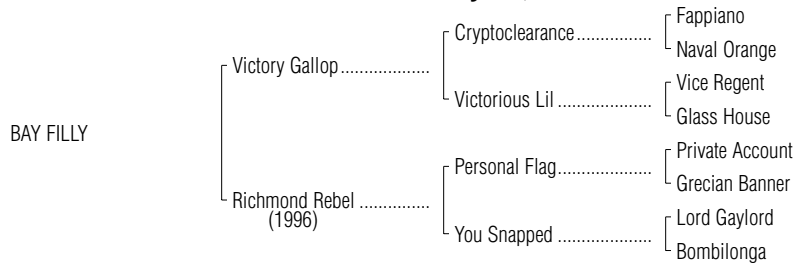 Fappiano
Cryptoclearance................
Naval Orange
Victory Gallop...................
Vice Regent
Victorious Lil ....................
Glass House
BAY FILLY
Private Account
Personal Flag....................
Grecian Banner
Richmond Rebel ...............
(1996)
Lord Gaylord
You Snapped ....................
Bombilonga